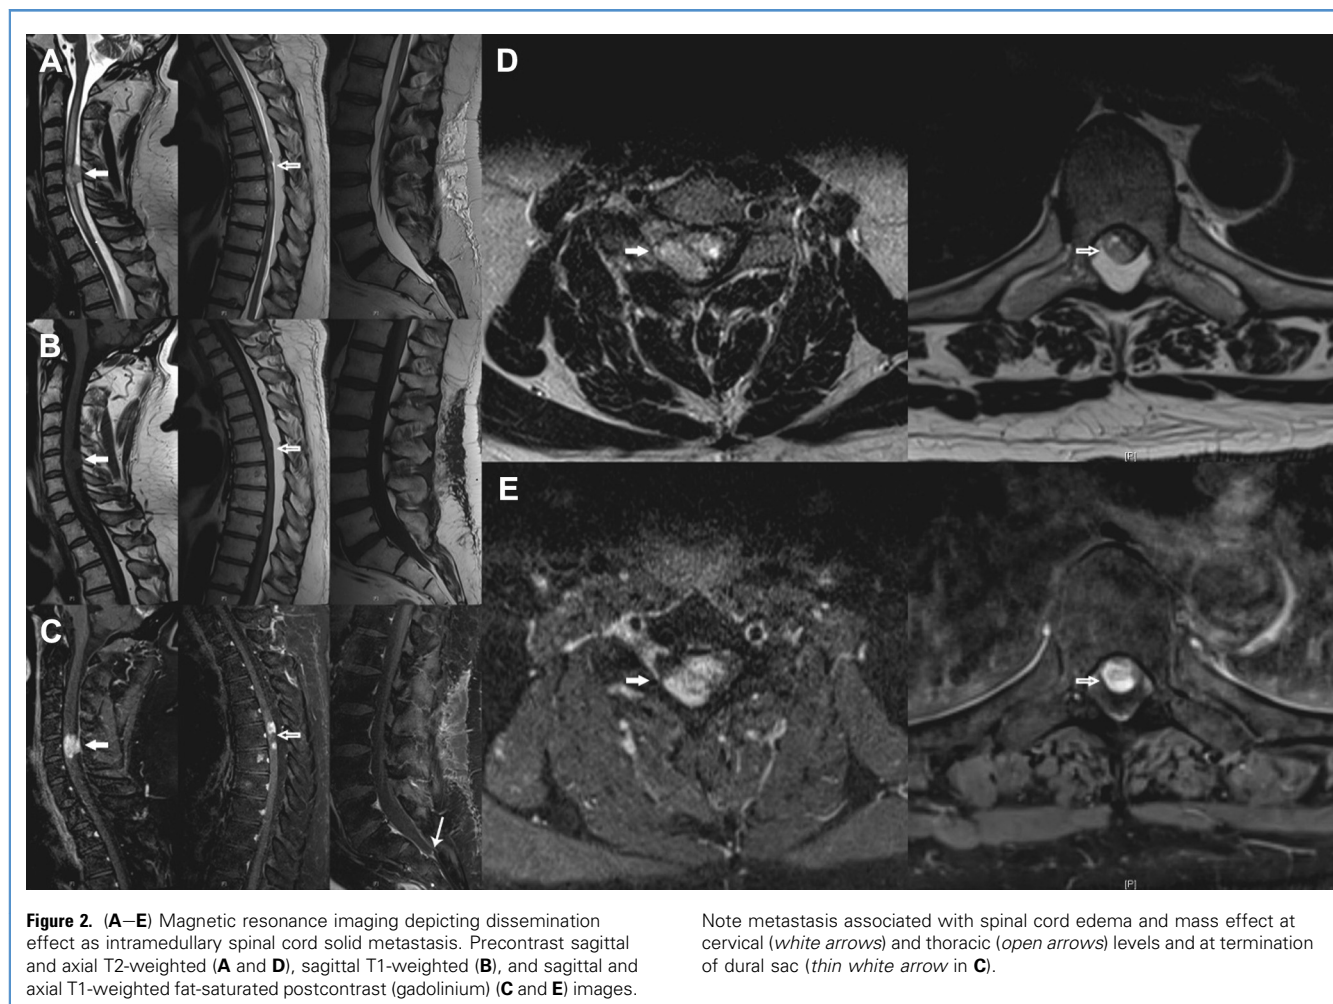 A
D
B
E
C
[P]
[P]
Figure 2. (A–E) Magnetic resonance imaging depicting dissemination
effect as intramedullary spinal cord solid metastasis. Precontrast sagittal
and axial T2-weighted (A and D), sagittal T1-weighted (B), and sagittal and
axial T1-weighted fat-saturated postcontrast (gadolinium) (C and E) images.
Note metastasis associated with spinal cord edema and mass effect at
cervical (white arrows) and thoracic (open arrows) levels and at termination
of dural sac (thin white arrow in C).